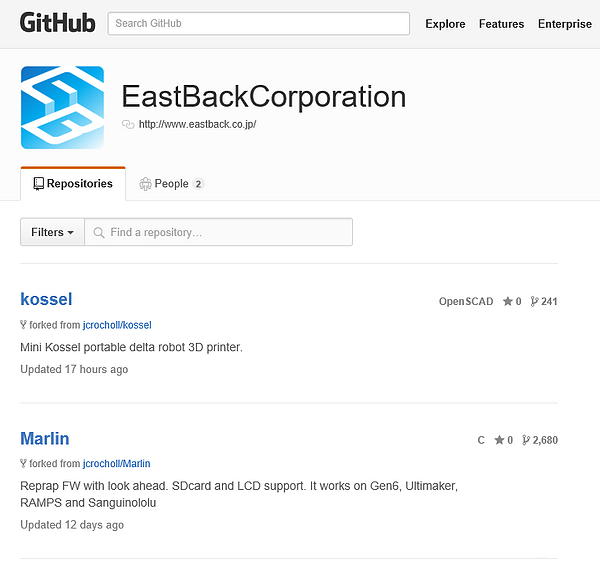 GitHub Search GitHub Explore Features Enterprise
EastBackCorporation
http://www.eastback.co.jp/
Repositories People 2
Filters Find a repository...
kossel OpenSCAD 0 241
forked from jcrocholl/kossel
Mini Kossel portable delta robot 3D printer.
Updated 17 hours ago
Marlin C 0 2,680
forked from jcrocholl/Marlin
Reprap FW with look ahead. SDcard and LCD support. It works on Gen6, Ultimaker,
RAMPS and Sanguinololu
Updated 12 days ago